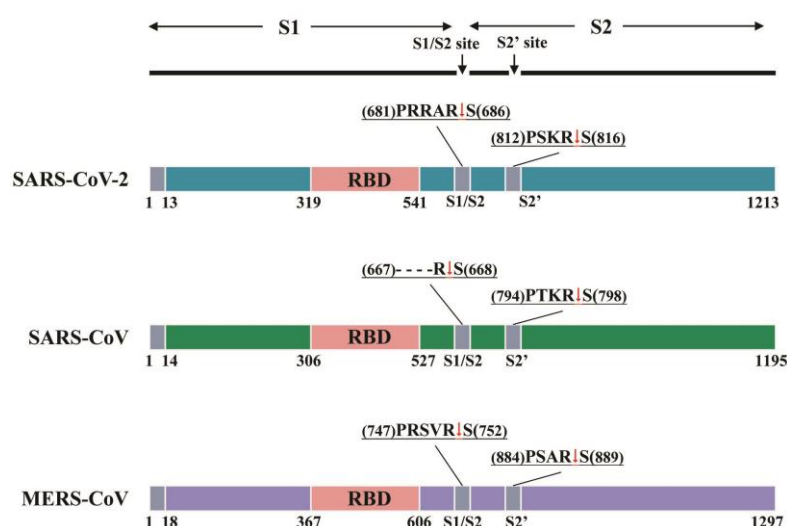 S1 S2
S1/S2 site S2’ site
(681)PRRAR↓S(686)
(812)PSKR↓S(816)
SARS-CoV-2 RBD
1 13 319 541 S1/S2 S2’ 1213
(667)----R↓S(668)
(794)PTKR↓S(798)
SARS-CoV RBD
1 14 306 527 S1/S2 S2’ 1195
(747)PRSVR↓S(752)
(884)PSAR↓S(889)
MERS-CoV RBD
1 18 367 606 S1/S2 S2’ 1297